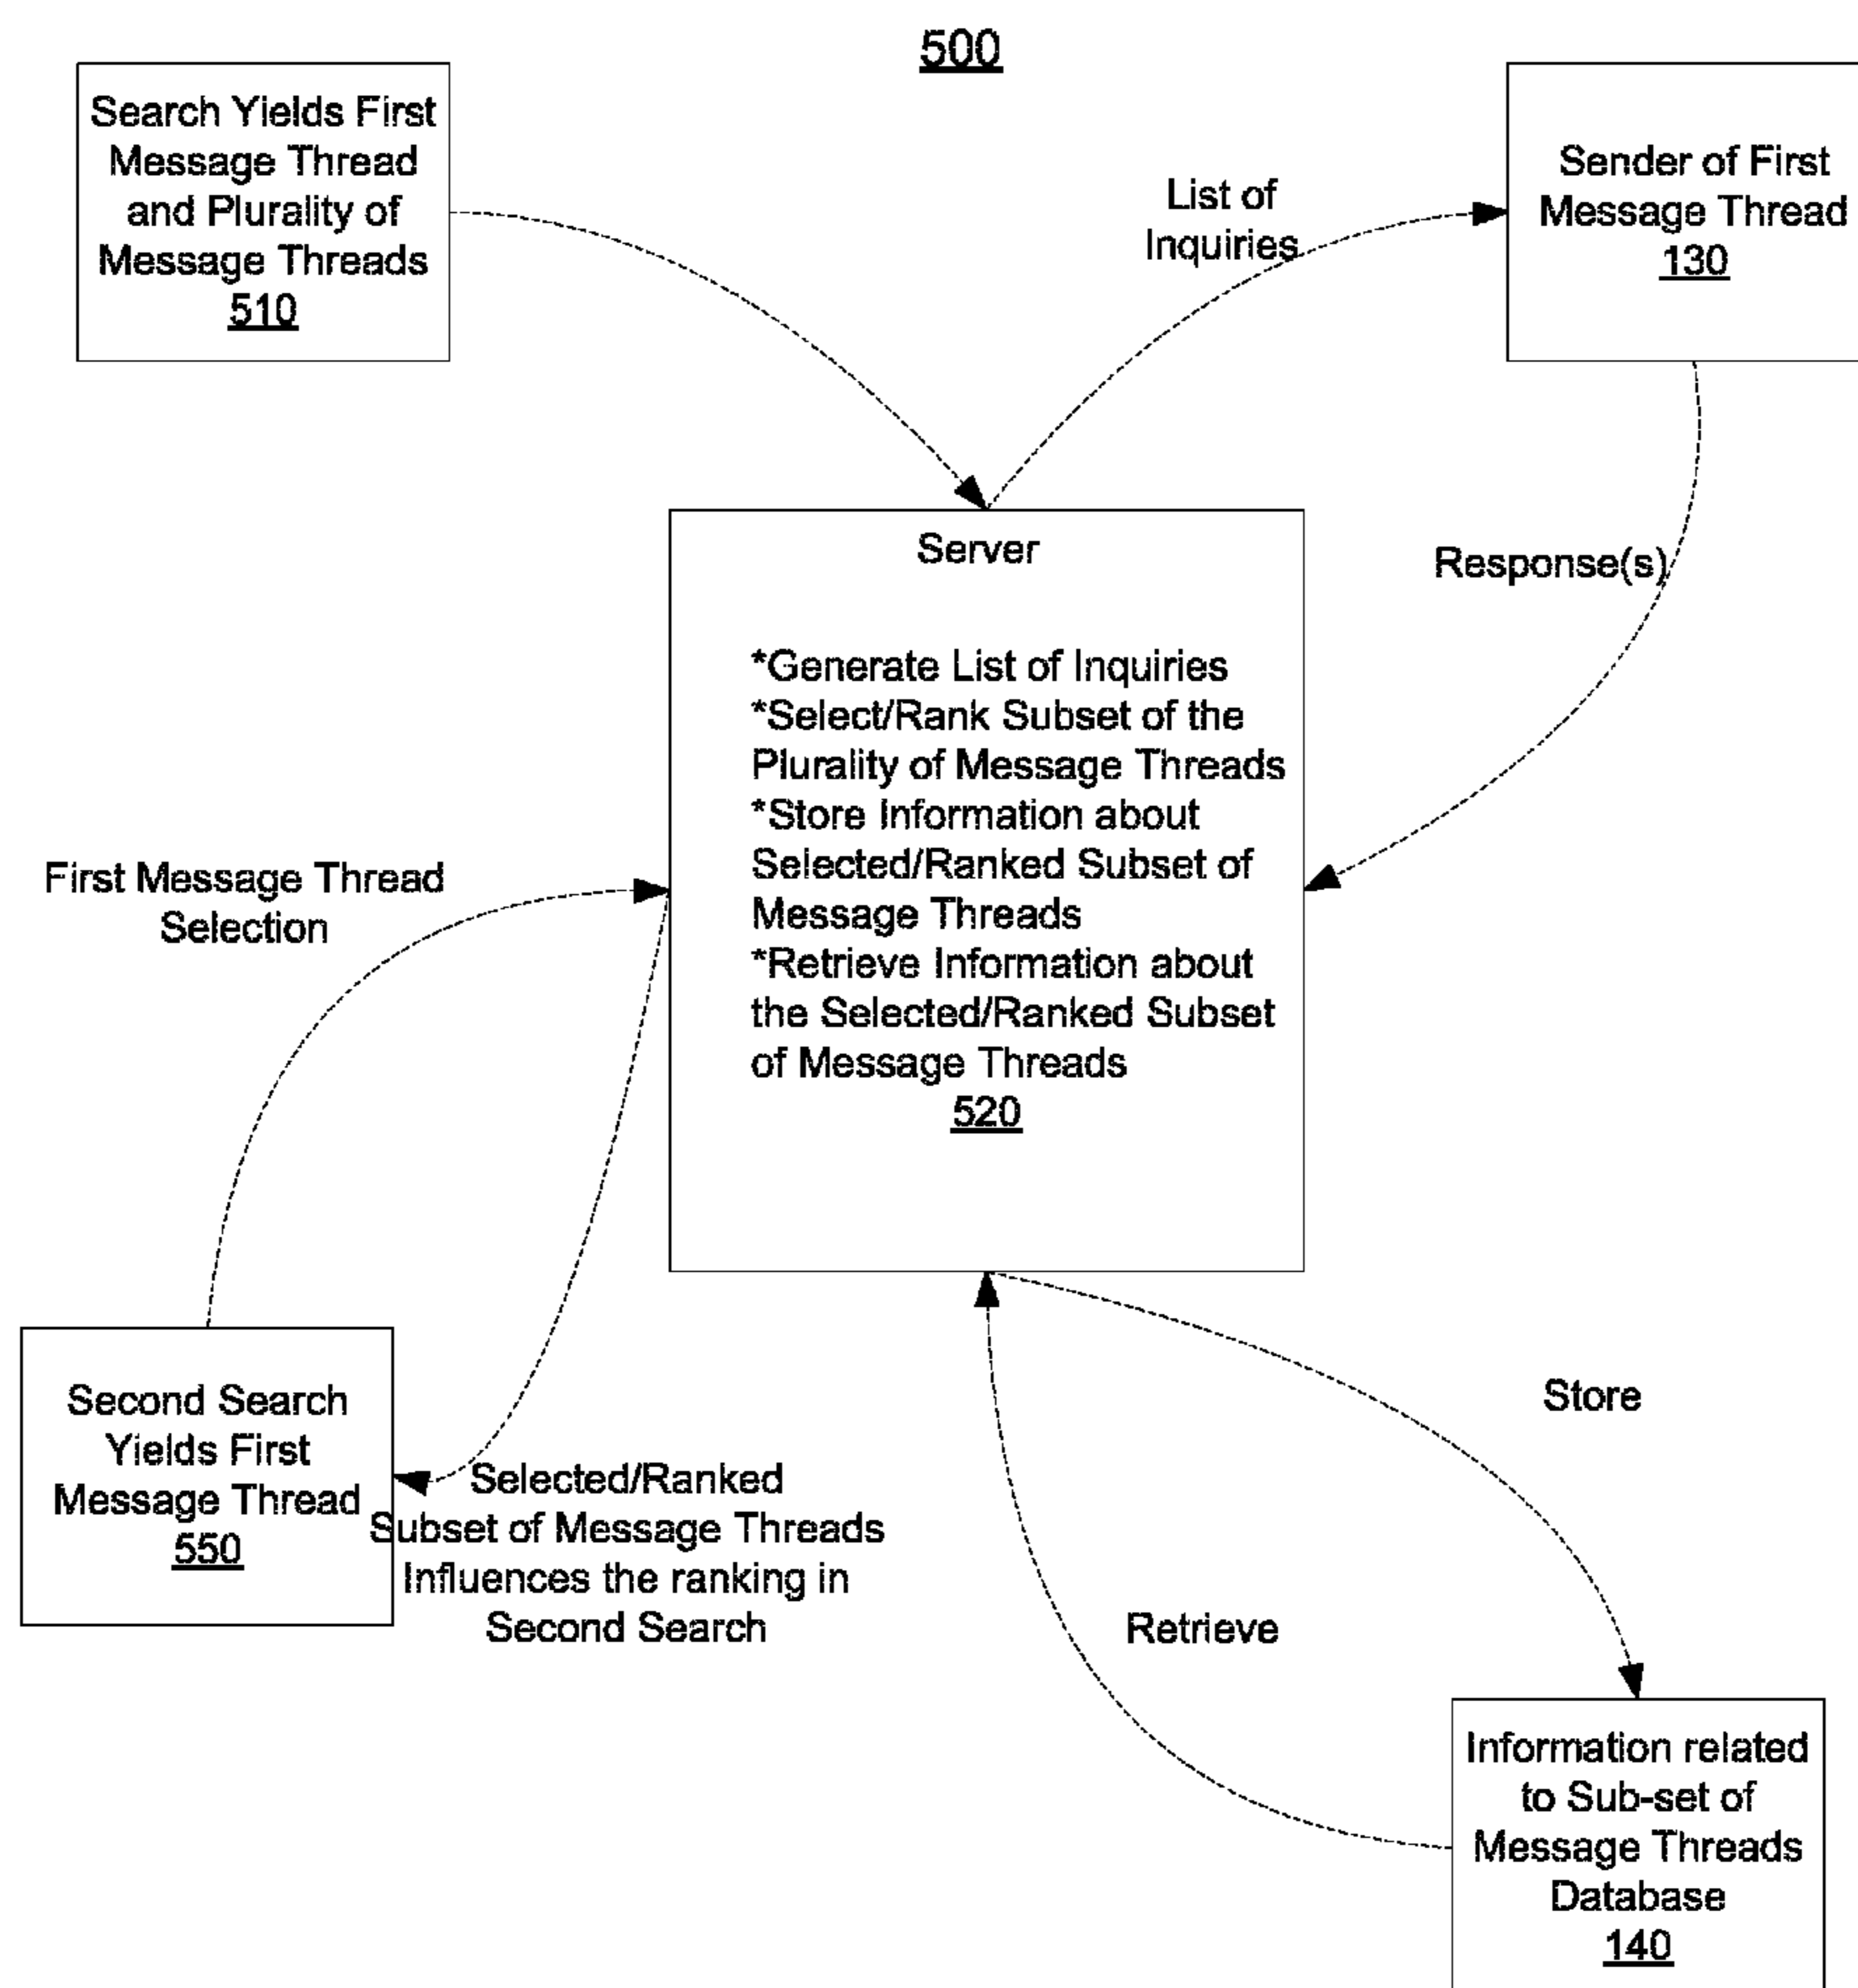 500
Search Yields First
Message Thread
and Plurality of
Message Threads
510
List of
Inquiries
Sender of First
Message Thread
130
Response(s)
Server
*Generate List of Inquiries
*Select/Rank Subset of the
Plurality of Message Threads
*Store Information about
Selected/Ranked Subset of
Message Threads
*Retrieve Information about
the Selected/Ranked Subset
of Message Threads
520
First Message Thread
Selection
Second Search
Yields First
Message Thread
550
Selected/Ranked
Subset of Message Threads
Influences the ranking in
Second Search
Store
Retrieve
Information related
to Sub-set of
Message Threads
Database
140